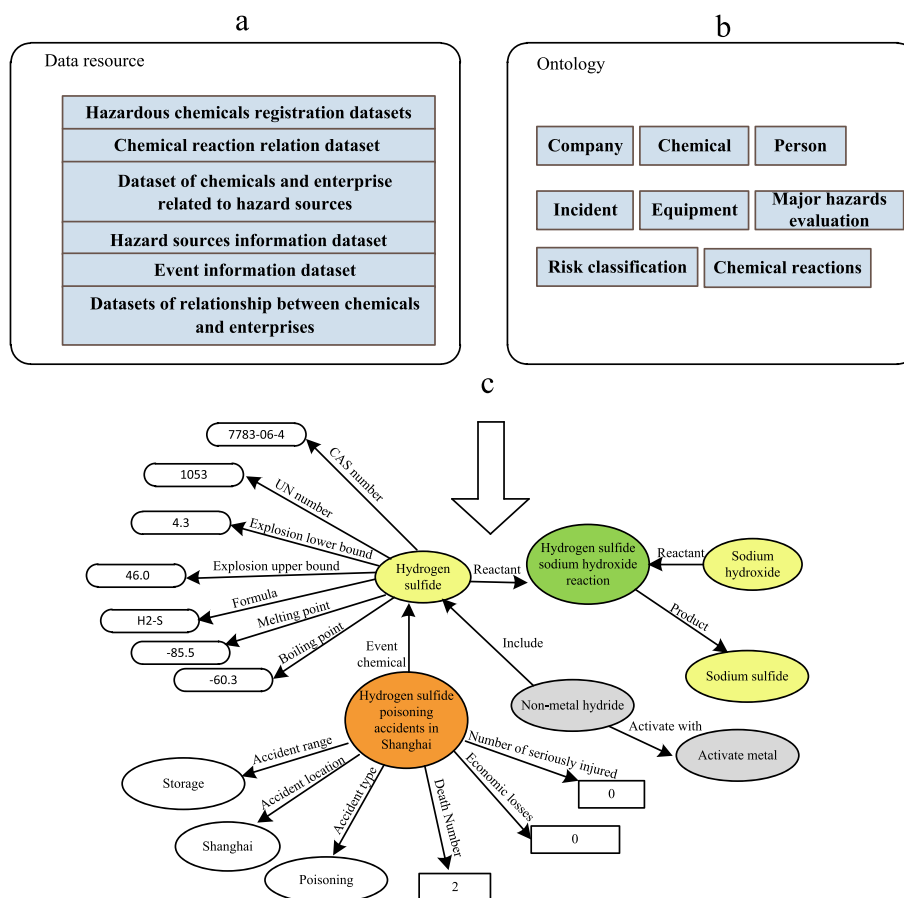 a
b
Data resource
Hazardous chemicals registration datasets
Chemical reaction relation dataset
Dataset of chemicals and enterprise
related to hazard sources
Hazard sources information dataset
Event information dataset
Datasets of relationship between chemicals
and enterprises
Ontology
Company
Chemical
Person
Incident
Equipment
Major hazards
evaluation
Risk classification
Chemical reactions
c
7783-06-4
CAS number
1053
UN number
4.3
Explosion lower bound
46.0
Explosion upper bound
H2-S
Formula
-85.5
Melting point
-60.3
Boiling point
Hydrogen
sulfide
Reactant
Hydrogen sulfide
sodium hydroxide
reaction
Reactant
Sodium
hydroxide
Product
Sodium sulfide
Include
Event
chemical
Non-metal hydride
Activate with
Activate metal
Hydrogen sulfide
poisoning
accidents in
Shanghai
Accident range
Storage
Accident location
Shanghai
Accident type
Poisoning
Death Number
2
Economic losses
0
Number of seriously injured
0